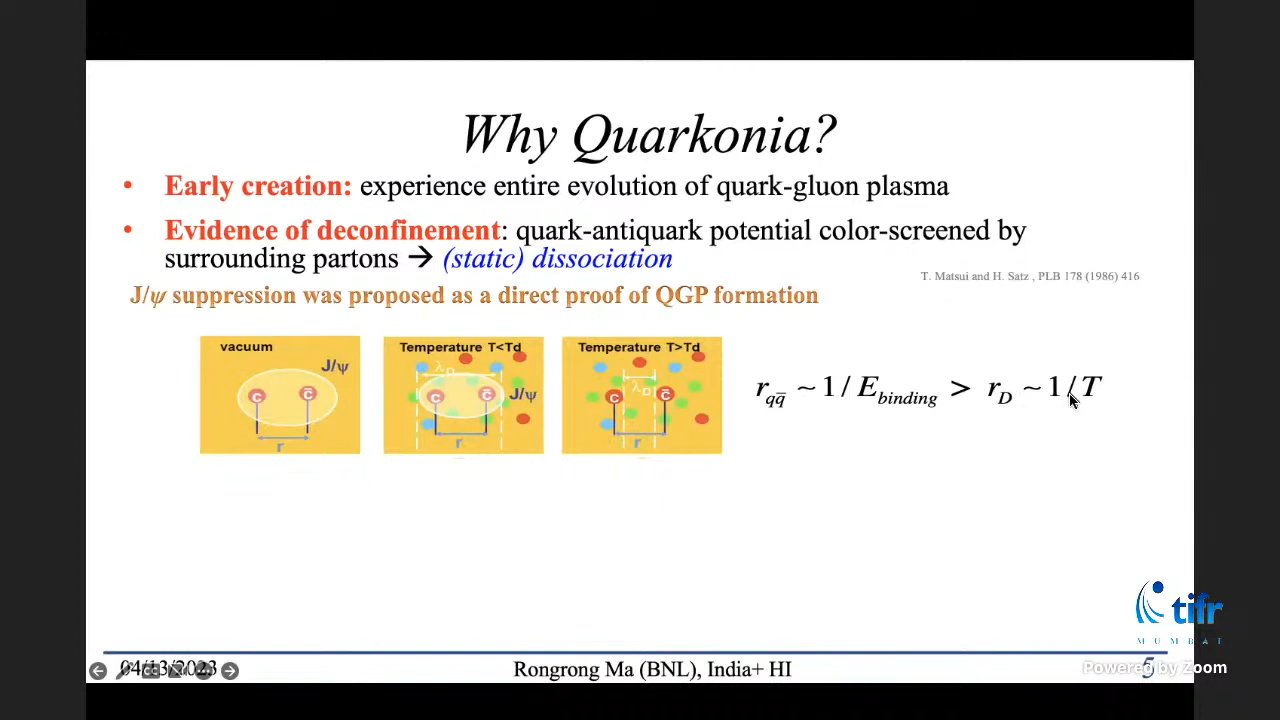 Why Quarkonia?
• Early creation: experience entire evolution of quark-gluon plasma
• Evidence of deconfinement: quark-antiquark potential color-screened by
surrounding partons → (static) dissociation
T. Matsui and H. Satz , PLB 178 (1986) 416
J/ψ suppression was proposed as a direct proof of QGP formation
vacuum
J/ψ
c c̅
r
Temperature T<Td
λD
c c̅ J/ψ
r
Temperature T>Td
λD
c c̅
r
r_qq̅ ~ 1 / E_binding > r_D ~ 1 / T
tifr
MUMBAI
04/13/2023
Rongrong Ma (BNL), India+ HI
5
Powered by Zoom